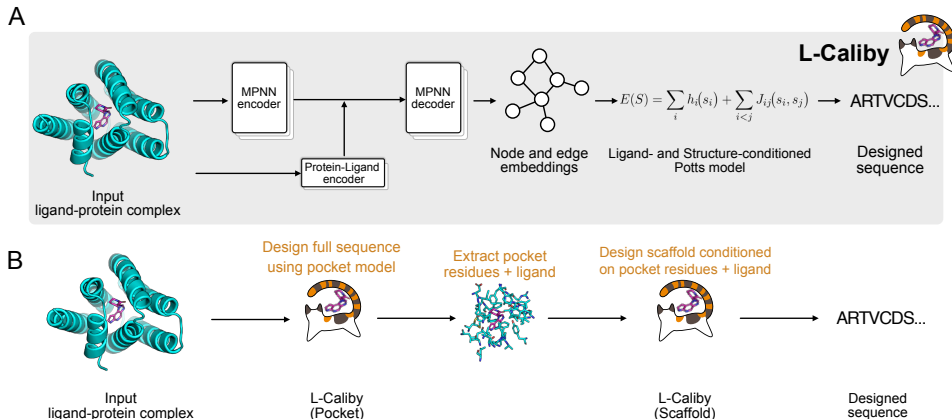 A
L-Caliby
MPNN
encoder
MPNN
decoder
Protein-Ligand
encoder
E(S) = ∑_i h_i(s_i) + ∑_{i<j} J_{ij}(s_i, s_j)
ARTVCDS...
Input
ligand-protein complex
Node and edge
embeddings
Ligand- and Structure-conditioned
Potts model
Designed
sequence
B
Design full sequence
using pocket model
Extract pocket
residues + ligand
Design scaffold conditioned
on pocket residues + ligand
ARTVCDS...
Input
ligand-protein complex
L-Caliby
(Pocket)
L-Caliby
(Scaffold)
Designed
sequence